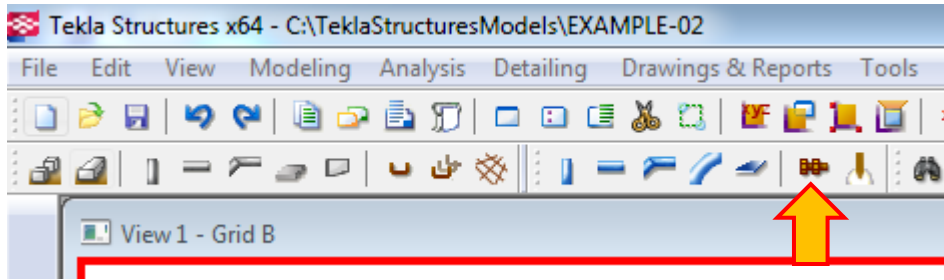 Tekla Structures x64 - C:\TeklaStructuresModels\EXAMPLE-02
File Edit View Modeling Analysis Detailing Drawings & Reports Tools
View 1 - Grid B